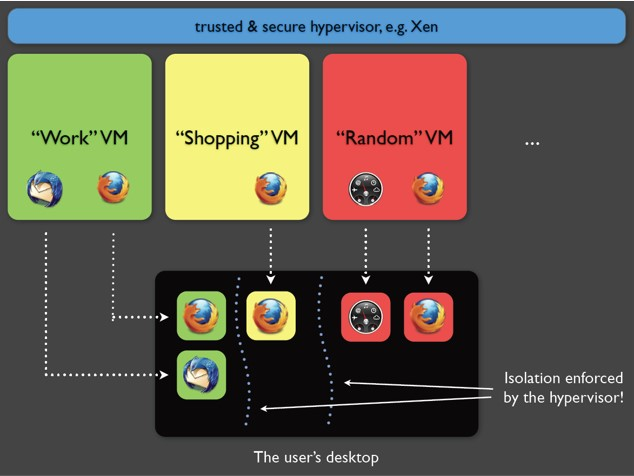 trusted & secure hypervisor, e.g. Xen
“Work” VM
“Shopping” VM
“Random” VM
...
Isolation enforced
by the hypervisor!
The user’s desktop